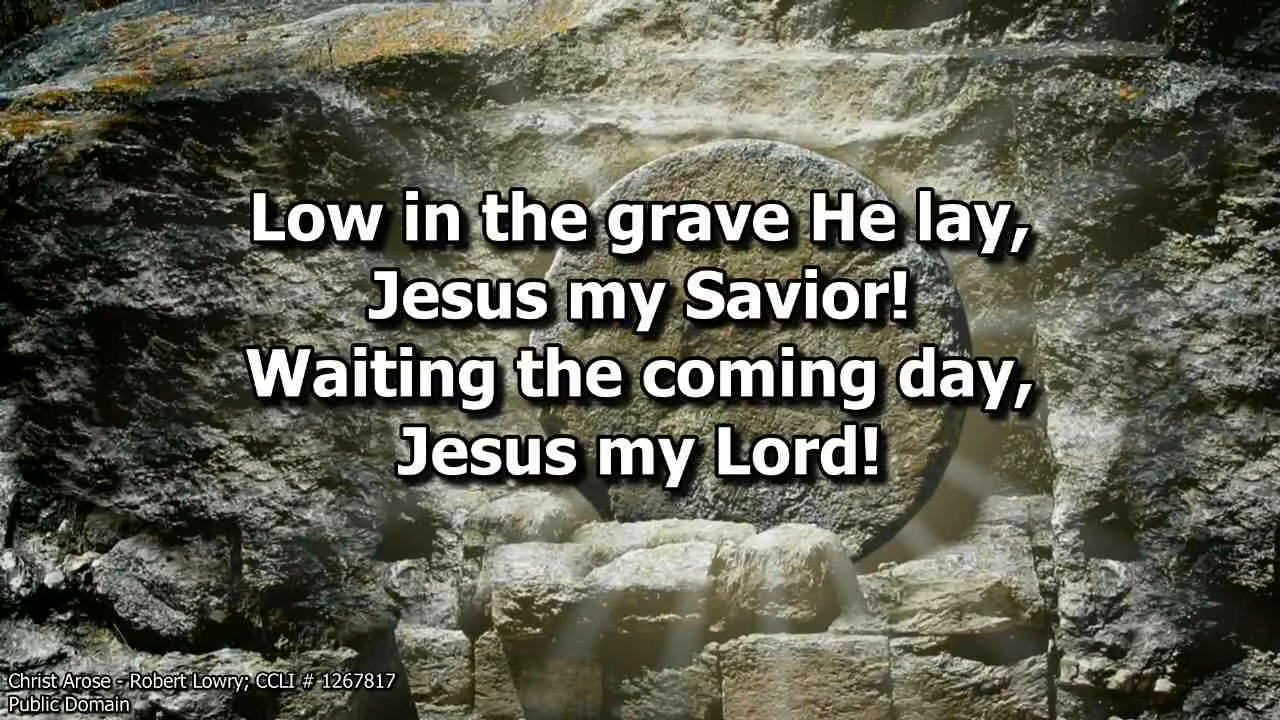 Low in the grave He lay,
Jesus my Savior!
Waiting the coming day,
Jesus my Lord!
Christ Arose - Robert Lowry; CCLI # 1267817
Public Domain